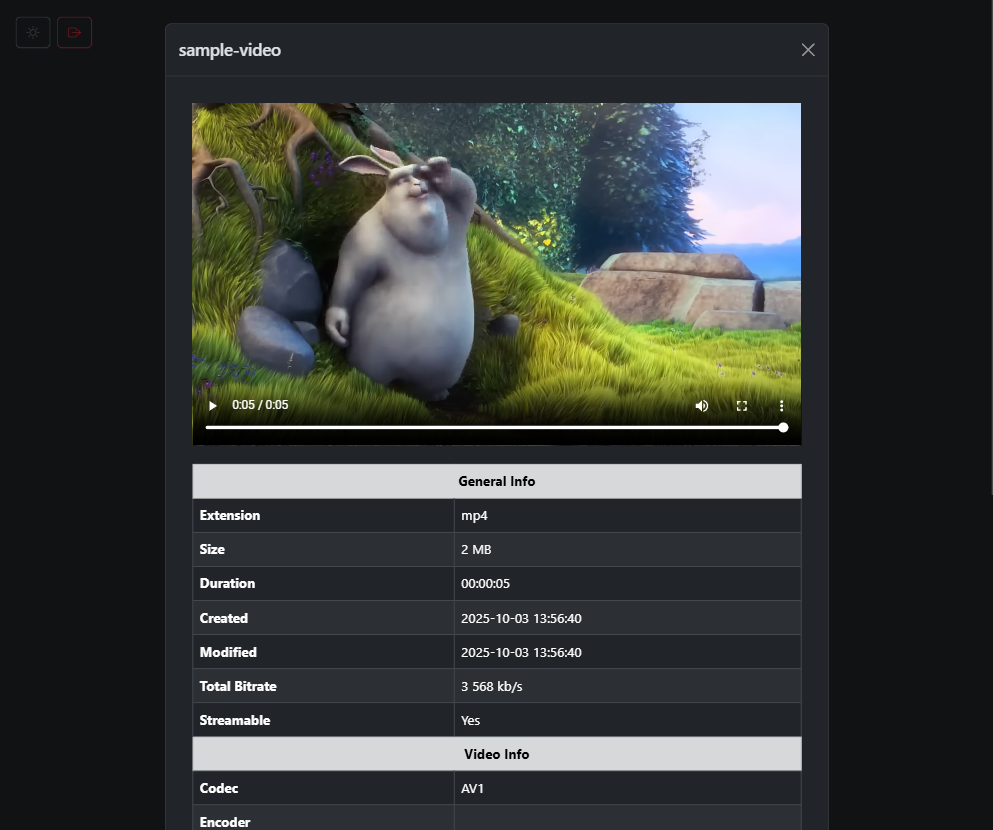 sample-video
0:05 / 0:05
General Info
Extension mp4
Size 2 MB
Duration 00:00:05
Created 2025-10-03 13:56:40
Modified 2025-10-03 13:56:40
Total Bitrate 3 568 kb/s
Streamable Yes
Video Info
Codec AV1
Encoder